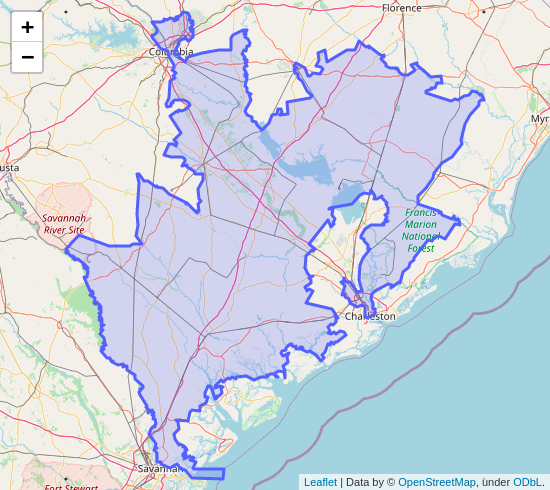 Florence
+
−
Columbia
Myr
usta
Savannah
River Site
Francis
Marion
National
Forest
Charleston
Savannah
Fort Stewart
Leaflet | Data by © OpenStreetMap, under ODbL.